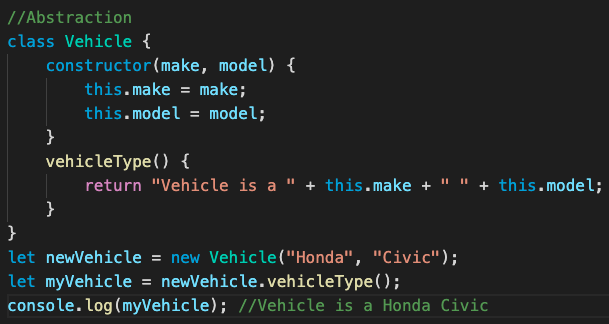 //Abstraction
class Vehicle {
    constructor(make, model) {
        this.make = make;
        this.model = model;
    }
    vehicleType() {
        return "Vehicle is a " + this.make + " " + this.model;
    }
}
let newVehicle = new Vehicle("Honda", "Civic");
let myVehicle = newVehicle.vehicleType();
console.log(myVehicle); //Vehicle is a Honda Civic